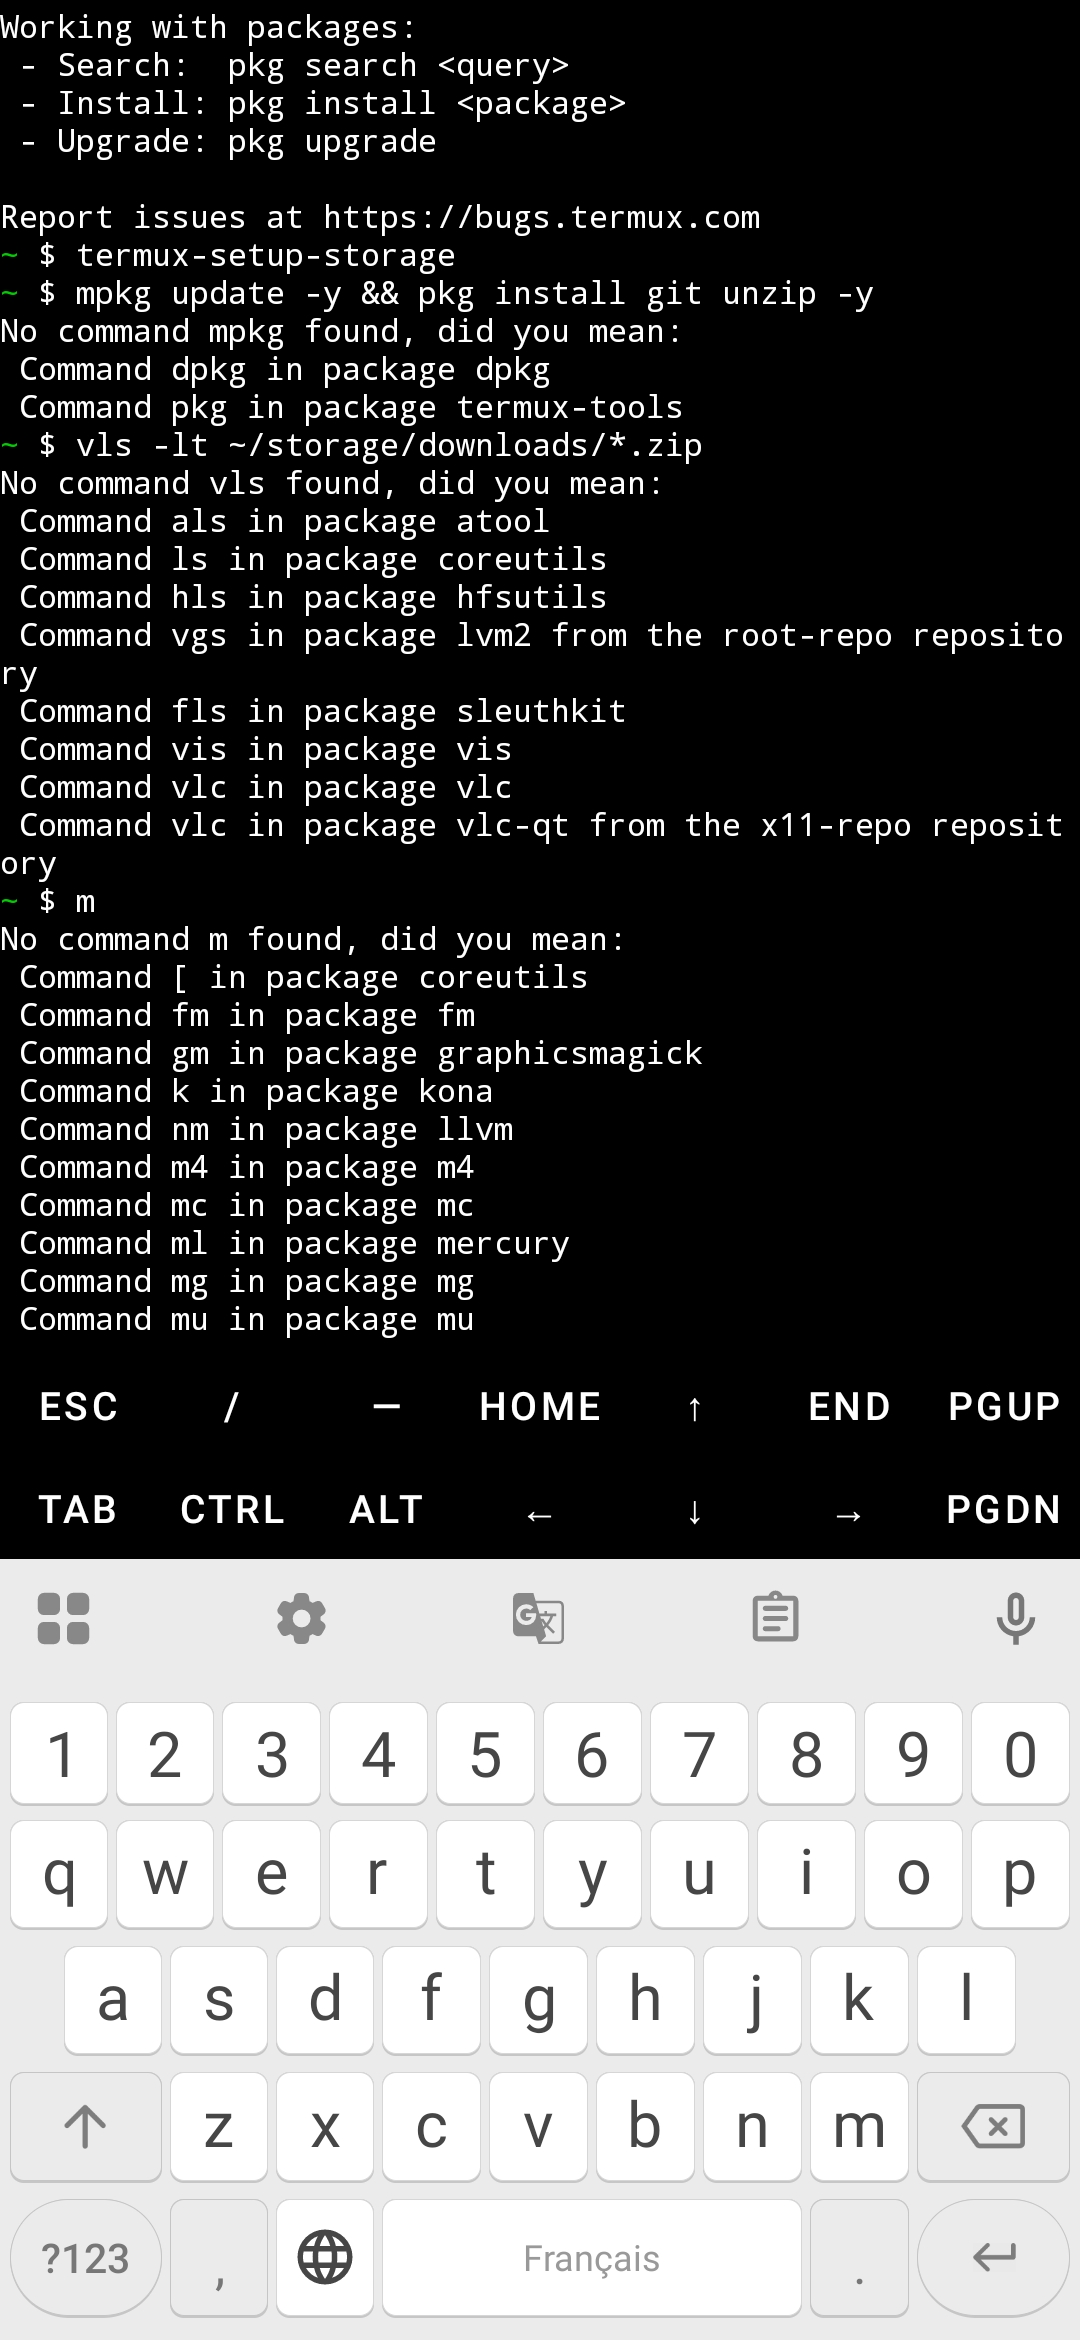 Working with packages:
 - Search:  pkg search <query>
 - Install: pkg install <package>
 - Upgrade: pkg upgrade

Report issues at https://bugs.termux.com
~ $ termux-setup-storage
~ $ mpkg update -y && pkg install git unzip -y
No command mpkg found, did you mean:
 Command dpkg in package dpkg
 Command pkg in package termux-tools
~ $ vls -lt ~/storage/downloads/*.zip
No command vls found, did you mean:
 Command als in package atool
 Command ls in package coreutils
 Command hls in package hfsutils
 Command vgs in package lvm2 from the root-repo reposito
ry
 Command fls in package sleuthkit
 Command vis in package vis
 Command vlc in package vlc
 Command vlc in package vlc-qt from the x11-repo reposit
ory
~ $ m
No command m found, did you mean:
 Command [ in package coreutils
 Command fm in package fm
 Command gm in package graphicsmagick
 Command k in package kona
 Command nm in package llvm
 Command m4 in package m4
 Command mc in package mc
 Command ml in package mercury
 Command mg in package mg
 Command mu in package mu
ESC / — HOME ↑ END PGUP
TAB CTRL ALT ← ↓ → PGDN
G 文
1 2 3 4 5 6 7 8 9 0
q w e r t y u i o p
a s d f g h j k l
z x c v b n m
?123 , Français .